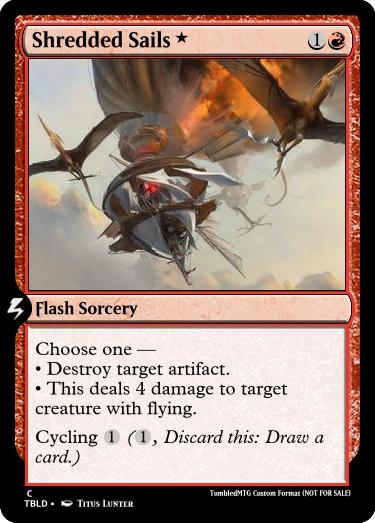 Shredded Sails ★ 1
Flash Sorcery
Choose one —
• Destroy target artifact.
• This deals 4 damage to target
creature with flying.
Cycling 1 (1, Discard this: Draw a
card.)
C
TBLD • Titus Lunter
TumbledMTG Custom Format (NOT FOR SALE)